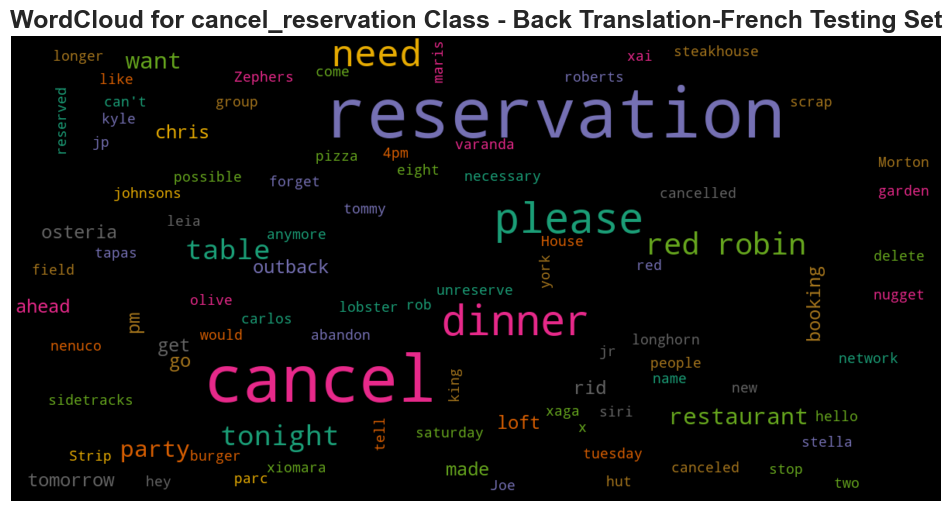 WordCloud for cancel_reservation Class - Back Translation-French Testing Set
longer
want
need
maris
xai
steakhouse
like
Zephers
come
roberts
reserved
can't
group
reservation
scrap
kyle
chris
jp
pizza
4pm
varanda
eight
necessary
Morton
possible
forget
johnsons
cancelled
garden
tommy
leia
please
osteria
anymore
table
House
red robin
tapas
outback
york
red
delete
field
booking
unreserve
nugget
olive
ahead
lobster
rob
carlos
pm
dinner
would
abandon
longhorn
nenuco
get
jr
network
go
people
cancel
king
name
rid
new
sidetracks
xaga
siri
restaurant
hello
loft
x
tonight
tell
saturday
stella
party
Strip
burger
tuesday
xiomara
made
canceled
stop
tomorrow
hey
parc
Joe
hut
two